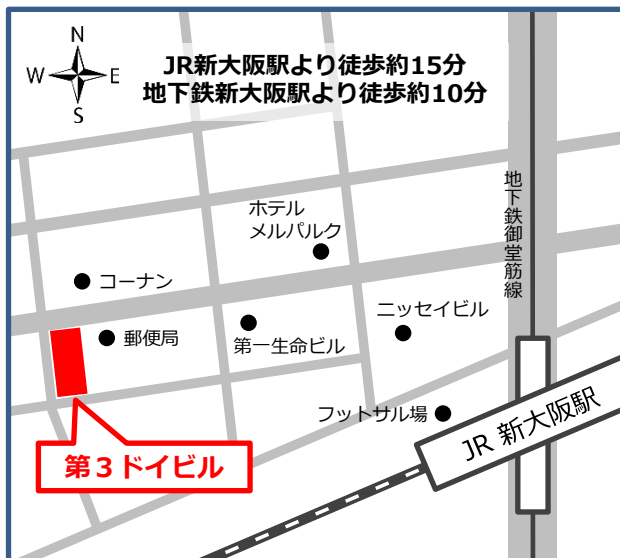 N
W E
S
JR新大阪駅より徒歩約15分
地下鉄新大阪駅より徒歩約10分
地下鉄御堂筋線
ホテル
メルパルク
コーナン
郵便局
第一生命ビル
ニッセイビル
フットサル場
JR 新大阪駅
第３ドイビル